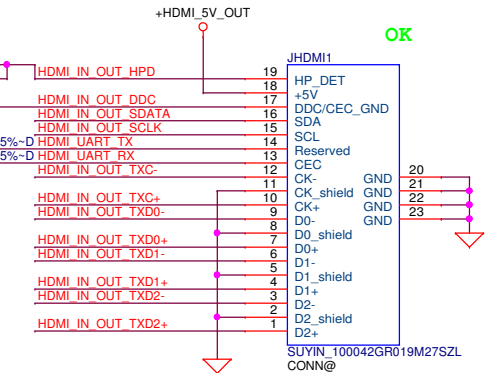 +HDMI_5V_OUT
OK
JHDMI1
HDMI_IN_OUT_HPD 19 HP_DET
18 +5V
HDMI_IN_OUT_DDC 17 DDC/CEC_GND
HDMI_IN_OUT_SDATA 16 SDA
HDMI_IN_OUT_SCLK 15 SCL
5%~D HDMI_UART_TX 14 Reserved
5%~D HDMI_UART_RX 13 CEC
HDMI_IN_OUT_TXC- 12 CK- GND 20
11 CK_shield GND 21
HDMI_IN_OUT_TXC+ 10 CK+ GND 22
HDMI_IN_OUT_TXD0- 9 D0- GND 23
8 D0_shield
HDMI_IN_OUT_TXD0+ 7 D0+
HDMI_IN_OUT_TXD1- 6 D1-
5 D1_shield
HDMI_IN_OUT_TXD1+ 4 D1+
HDMI_IN_OUT_TXD2- 3 D2-
2 D2_shield
HDMI_IN_OUT_TXD2+ 1 D2+
SUYIN_100042GR019M27SZL
CONN@